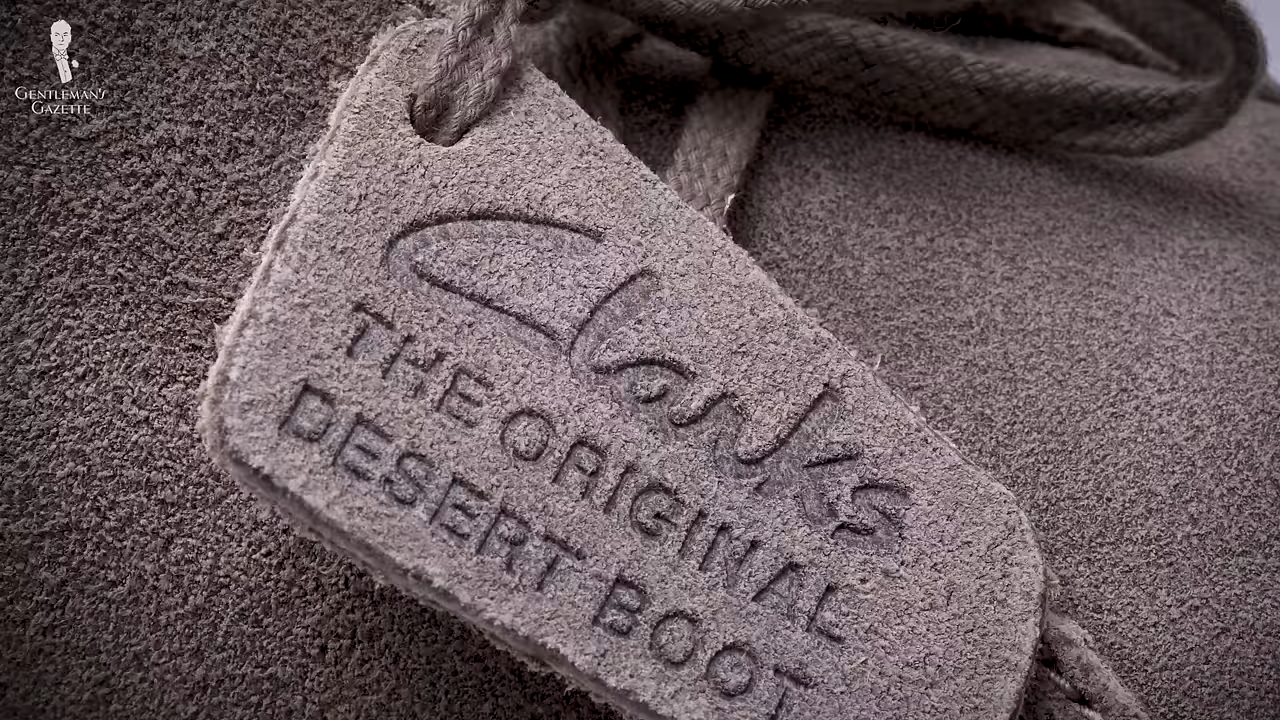 GENTLEMAN'S
GAZETTE
Clarks
THE ORIGINAL
DESERT BOOT